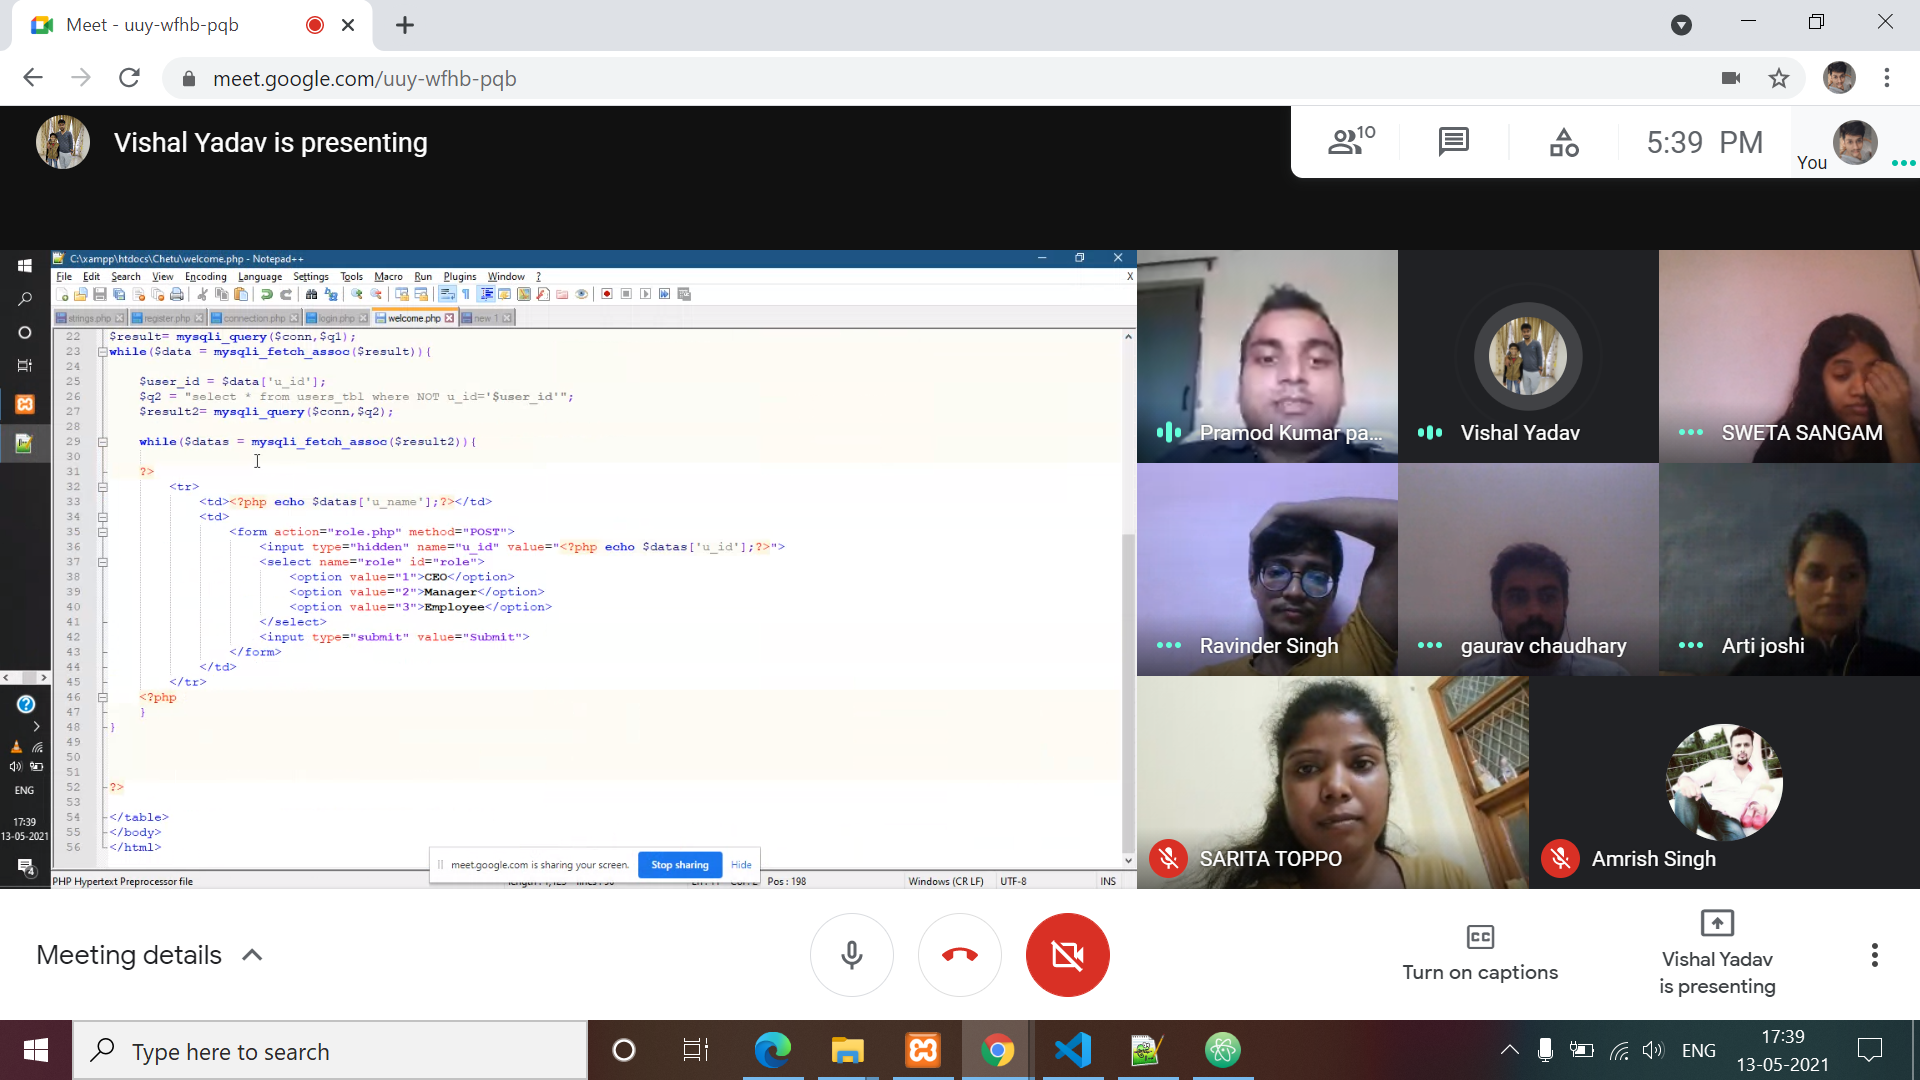 Meet - uuy-wfhb-pqb
meet.google.com/uuy-wfhb-pqb
Vishal Yadav is presenting
10
5:39 PM
You
C:\xampp\htdocs\Chetu\welcome.php - Notepad++
File Edit Search View Encoding Language Settings Tools Macro Run Plugins Window ?
X
strings.php register.php connection.php login.php welcome.php new 1
22 $result= mysqli_query($conn,$q1);
23 while($data = mysqli_fetch_assoc($result)){
24
25 $user_id = $data['u_id'];
26 $q2 = "select * from users_tbl where NOT u_id='$user_id'";
27 $result2= mysqli_query($conn,$q2);
28
29 while($datas = mysqli_fetch_assoc($result2)){
30
31 ?>
32 <tr>
33 <td><?php echo $datas['u_name'];?></td>
34 <td>
35 <form action="role.php" method="POST">
36 <input type="hidden" name="u_id" value="<?php echo $datas['u_id'];?>">
37 <select name="role" id="role">
38 <option value="1">CEO</option>
39 <option value="2">Manager</option>
40 <option value="3">Employee</option>
41 </select>
42 <input type="submit" value="Submit">
43 </form>
44 </td>
45 </tr>
46 <?php
47 }
48 }
49
50
51
52 ?>
53
54 </table>
55 </body>
56 </html>
ENG
17:39
13-05-2021
4
meet.google.com is sharing your screen. Stop sharing Hide
PHP Hypertext Preprocessor file
Pos : 198
Windows (CR LF) UTF-8 INS
Pramod Kumar pa...
Vishal Yadav
SWETA SANGAM
Ravinder Singh
gaurav chaudhary
Arti joshi
SARITA TOPPO
Amrish Singh
Meeting details
CC
Turn on captions
Vishal Yadav
is presenting
Type here to search
ENG
17:39
13-05-2021